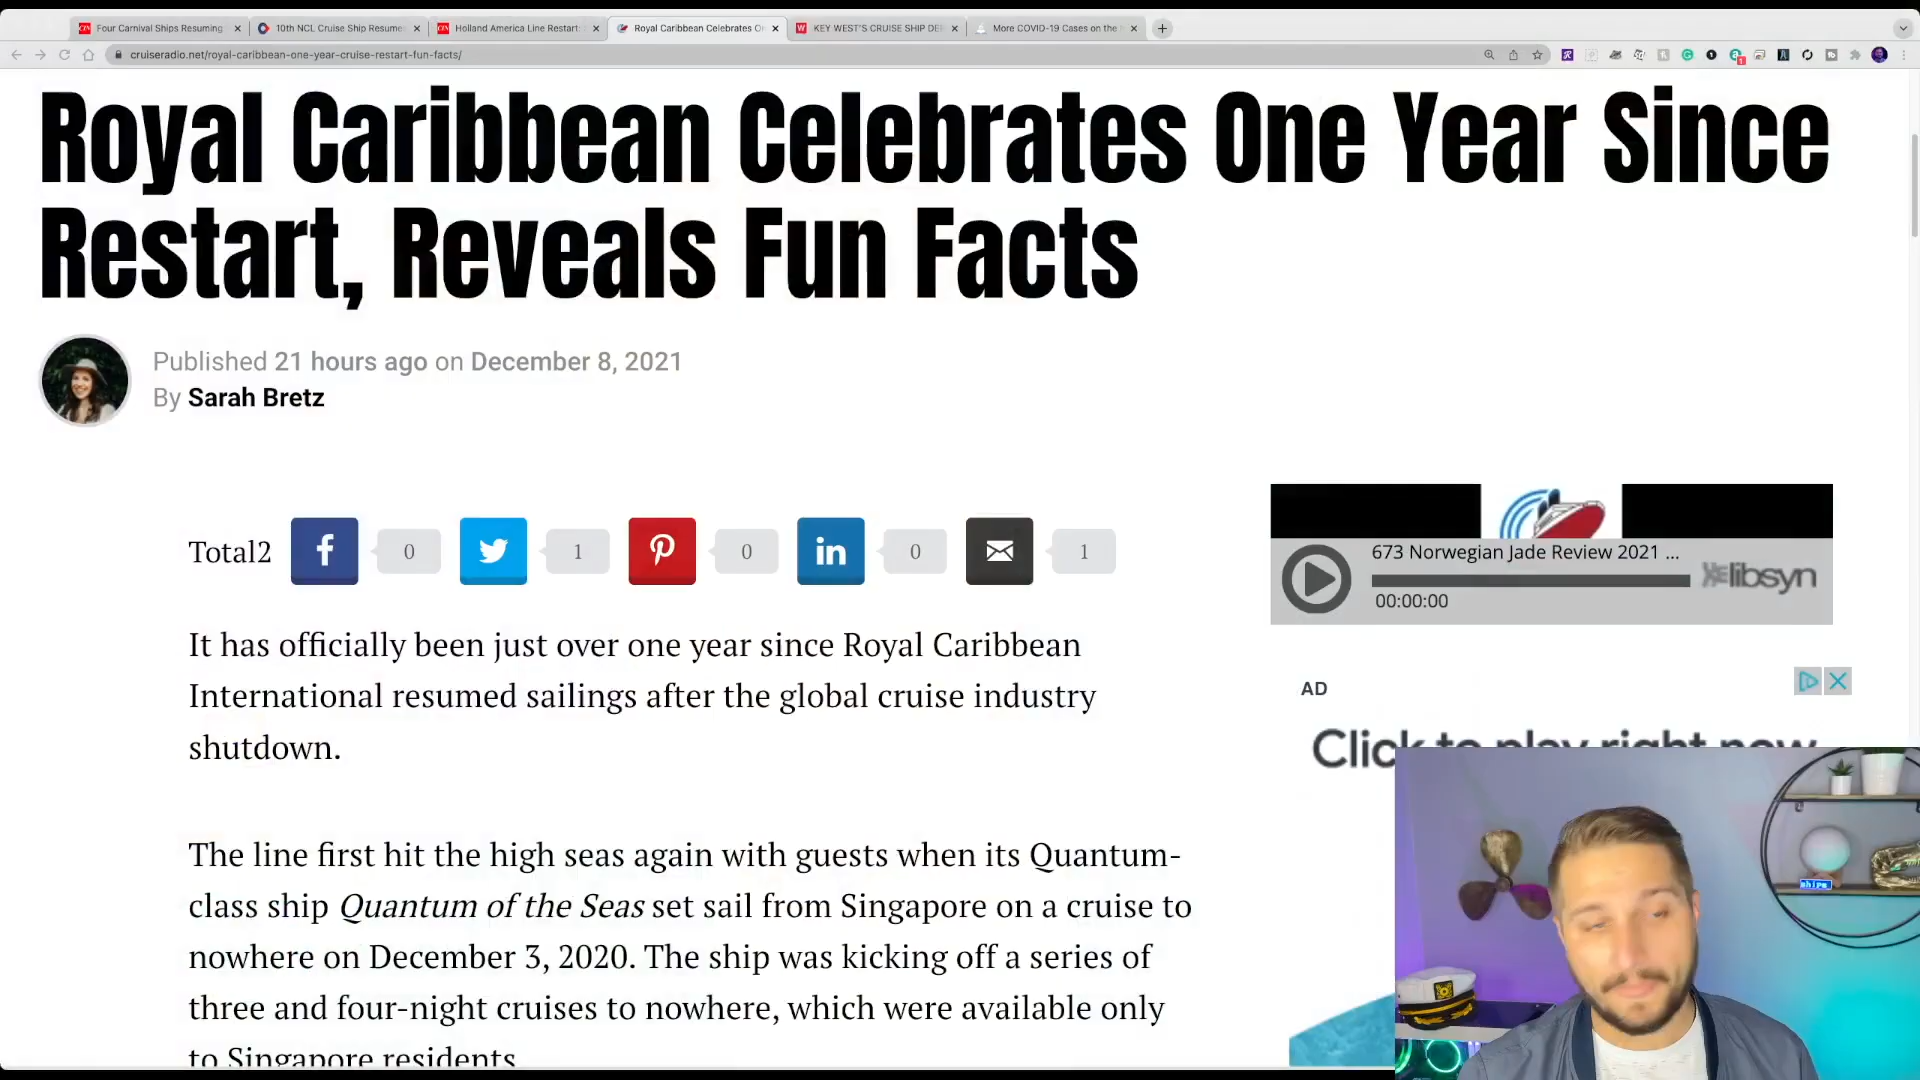 Four Carnival Ships Resuming
10th NCL Cruise Ship Resume
Holland America Line Restart
Royal Caribbean Celebrates O
KEY WEST'S CRUISE SHIP DE
More COVID-19 Cases on the
cruiseradio.net/royal-caribbean-one-year-cruise-restart-fun-facts/
Royal Caribbean Celebrates One Year Since
Restart, Reveals Fun Facts
Published 21 hours ago on December 8, 2021
By Sarah Bretz
Total2 0 1 0 0 1
673 Norwegian Jade Review 2021 ...
libsyn
00:00:00
It has officially been just over one year since Royal Caribbean
International resumed sailings after the global cruise industry
shutdown.
AD
Click to play right now
The line first hit the high seas again with guests when its Quantum-
class ship Quantum of the Seas set sail from Singapore on a cruise to
nowhere on December 3, 2020. The ship was kicking off a series of
three and four-night cruises to nowhere, which were available only
to Singapore residents.
ships